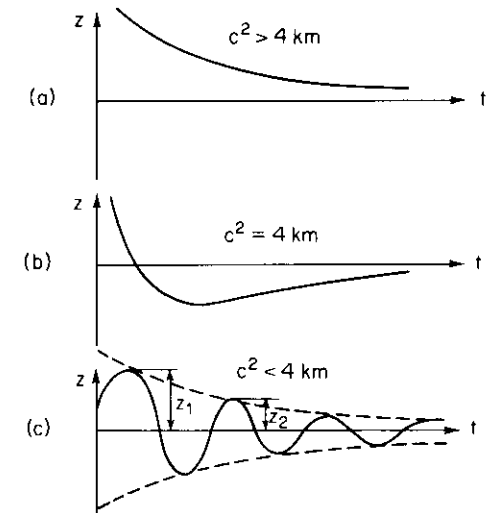 z
c² > 4 km
(a)
t
z
c² = 4 km
(b)
t
z
c² < 4 km
z₁
z₂
(c)
t